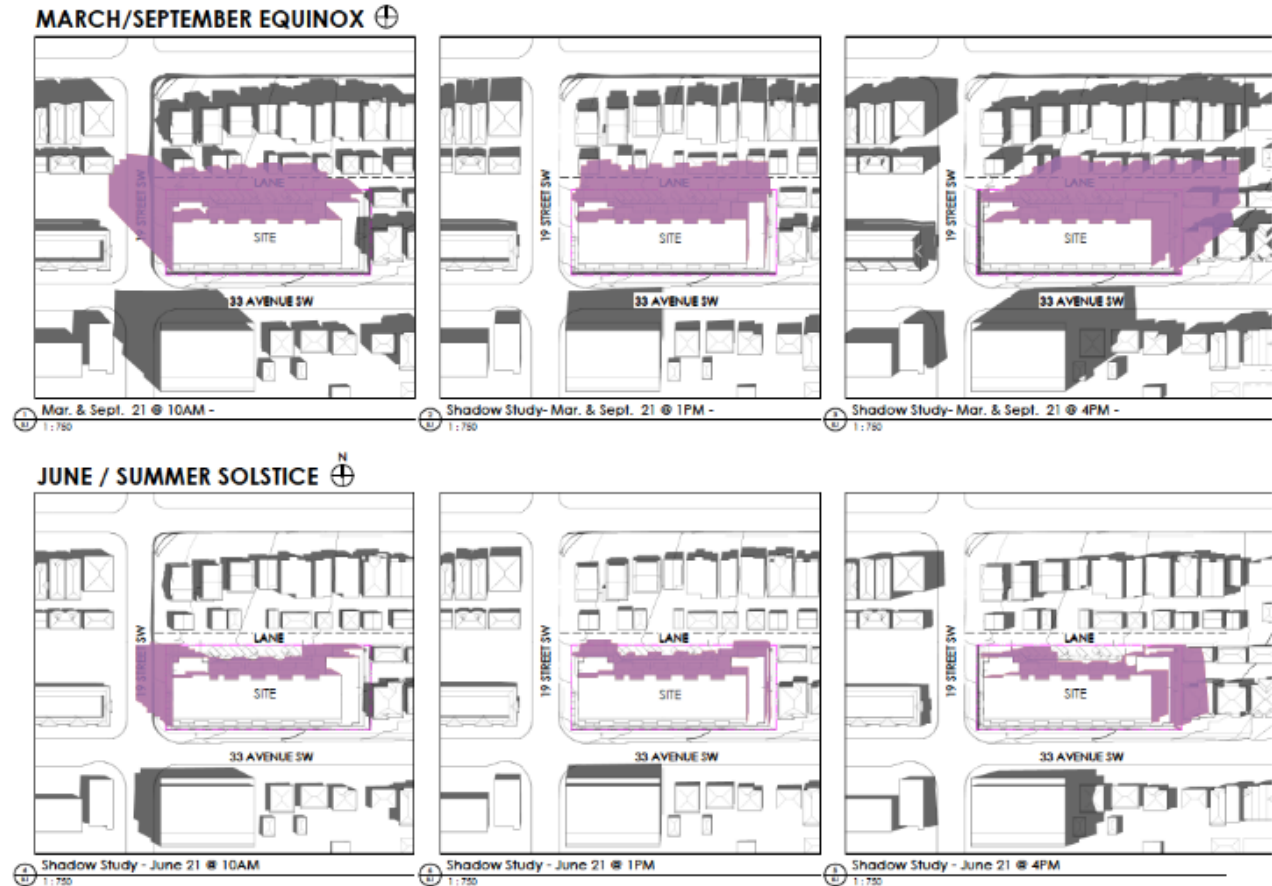 MARCH/SEPTEMBER EQUINOX
19 STREET SW
LANE
SITE
33 AVENUE SW
1
Mar. & Sept. 21 @ 10AM -
1 : 750
19 STREET SW
LANE
SITE
33 AVENUE SW
2
Shadow Study- Mar. & Sept. 21 @ 1PM -
1 : 750
19 STREET SW
LANE
SITE
33 AVENUE SW
3
Shadow Study- Mar. & Sept. 21 @ 4PM -
1 : 750
JUNE / SUMMER SOLSTICE
N
19 STREET SW
LANE
SITE
33 AVENUE SW
4
Shadow Study - June 21 @ 10AM
1 : 750
19 STREET SW
LANE
SITE
33 AVENUE SW
Shadow Study - June 21 @ 1PM
1 : 750
19 STREET SW
LANE
SITE
33 AVENUE SW
Shadow Study - June 21 @ 4PM
1 : 750